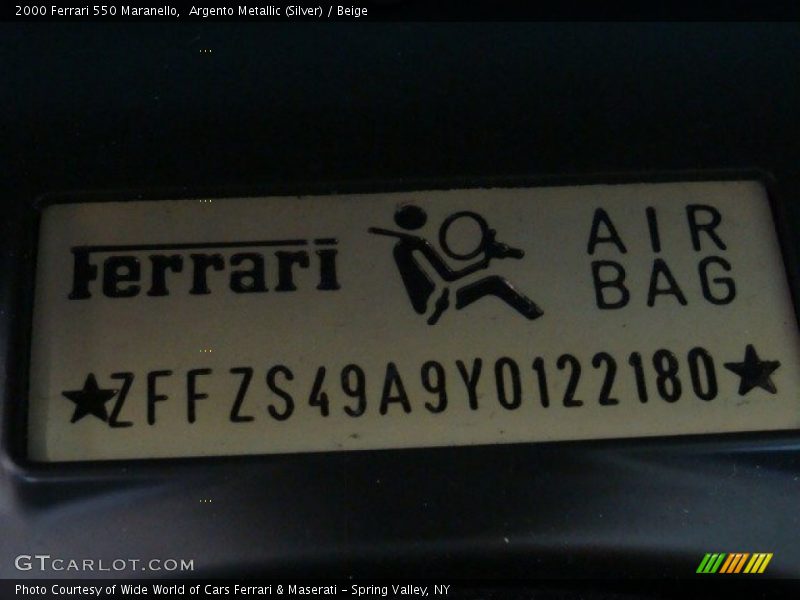 2000 Ferrari 550 Maranello,  Argento Metallic (Silver) / Beige
Ferrari
AIR
BAG
★ZFFZS49A9Y0122180★
GTCARLOT.COM
Photo Courtesy of Wide World of Cars Ferrari & Maserati - Spring Valley, NY